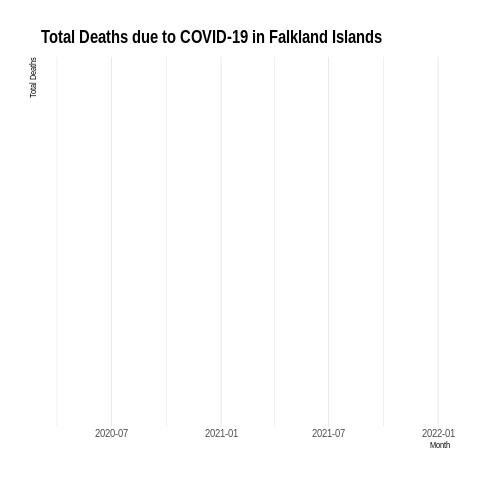 Total Deaths due to COVID-19 in Falkland Islands
Total Deaths
2020-07 2021-01 2021-07 2022-01
Month